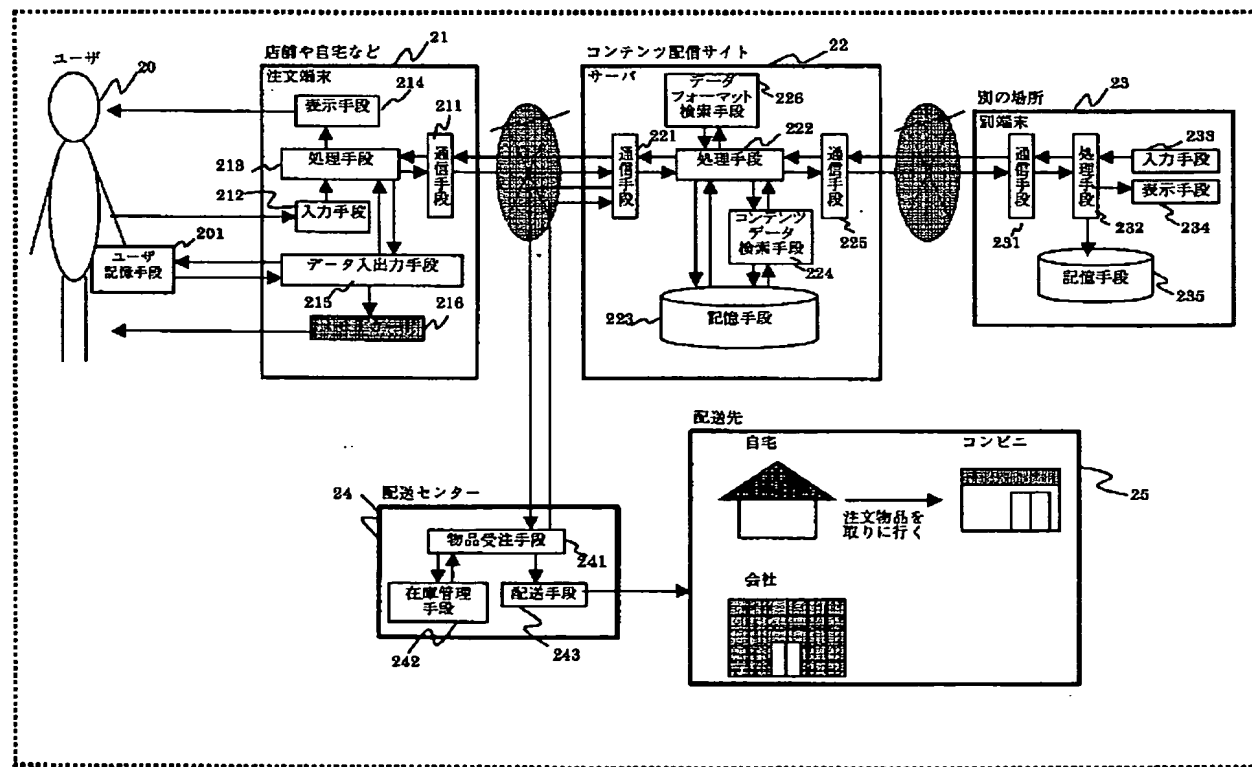 ユーザ
20
201
ユーザ
記憶手段
店舗や自宅など
21
注文端末
表示手段
214
211
通信手段
213
処理手段
212
入力手段
データ入出力手段
215
216
コンテンツ配信サイト
22
サーバ
データ
フォーマット
検索手段
226
221
通信手段
222
処理手段
通信手段
225
コンテンツ
データ
検索手段
224
223
記憶手段
別の場所
23
別端末
通信手段
231
処理手段
232
233
入力手段
表示手段
234
記憶手段
235
24
配送センター
物品受注手段
241
在庫管理
手段
242
配送手段
243
配送先
25
自宅
コンビニ
注文物品を
取りに行く
会社